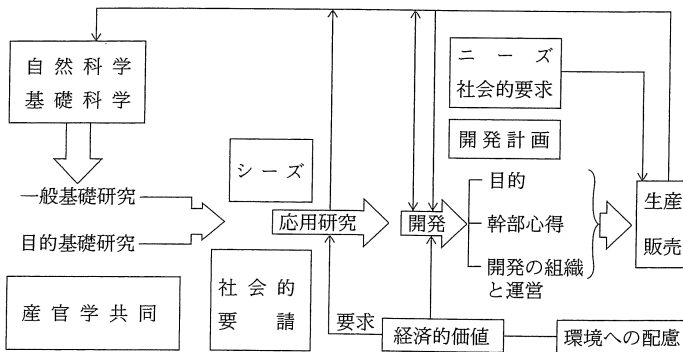 自然科学
基礎科学
一般基礎研究
目的基礎研究
産官学共同
シーズ
社会的
要請
応用研究
要求
ニーズ
社会的要求
開発計画
開発
目的
幹部心得
開発の組織
と運営
経済的価値
環境への配慮
生産
販売